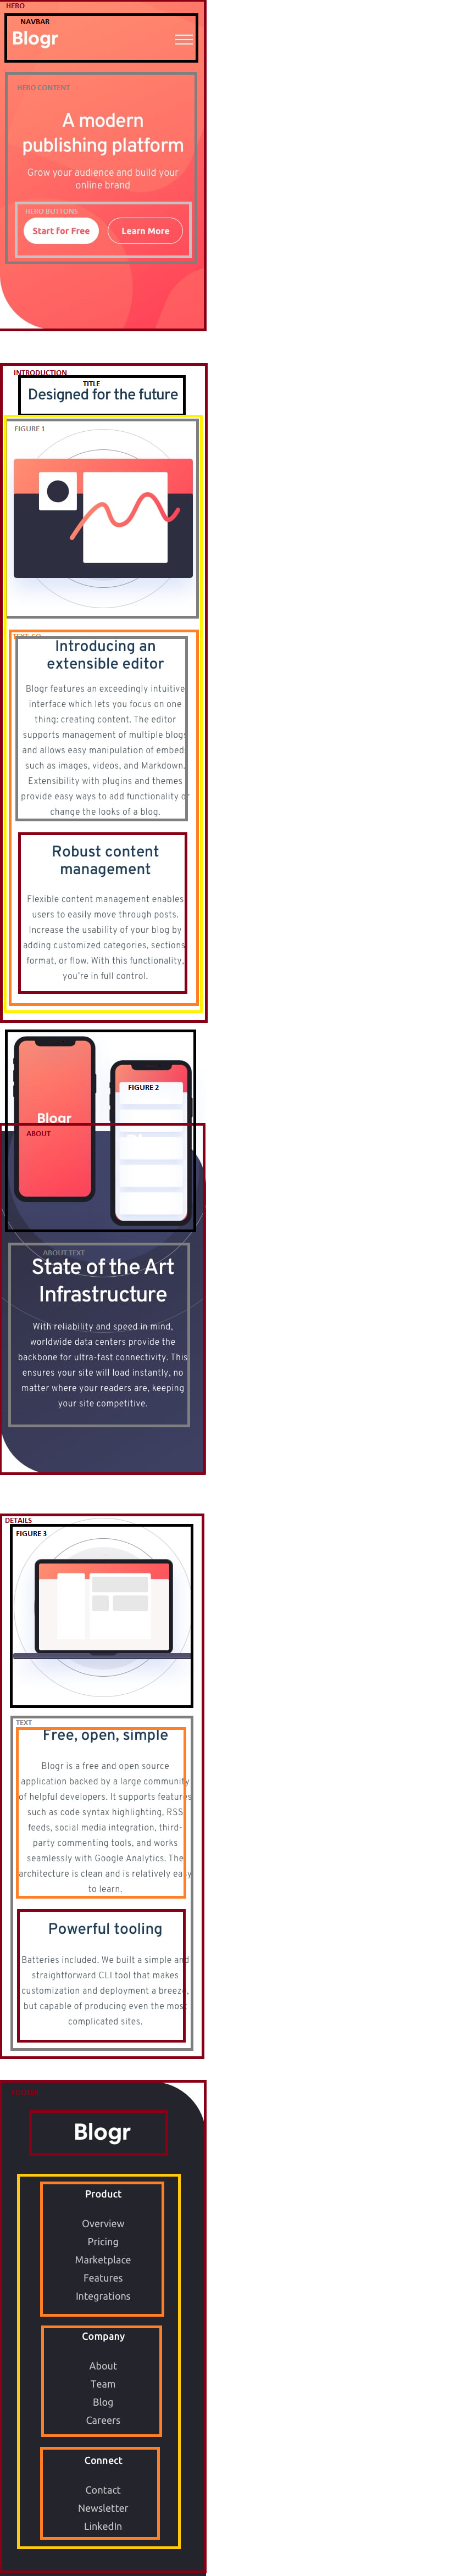 HERO
NAVBAR
Blogr
HERO CONTENT
A modern
publishing platform
Grow your audience and build your
online brand
HERO BUTTONS
Start for Free
Learn More
INTRODUCTION
TITLE
Designed for the future
FIGURE 1
Introducing an
extensible editor
Blogr features an exceedingly intuitive
interface which lets you focus on one
thing: creating content. The editor
supports management of multiple blogs
and allows easy manipulation of embeds
such as images, videos, and Markdown.
Extensibility with plugins and themes
provide easy ways to add functionality or
change the looks of a blog.
Robust content
management
Flexible content management enables
users to easily move through posts.
Increase the usability of your blog by
adding customized categories, sections,
format, or flow. With this functionality,
you're in full control.
FIGURE 2
Blogr
ABOUT
ABOUT TEXT
State of the Art
Infrastructure
With reliability and speed in mind,
worldwide data centers provide the
backbone for ultra-fast connectivity. This
ensures your site will load instantly, no
matter where your readers are, keeping
your site competitive.
DETAILS
FIGURE 3
TEXT
Free, open, simple
Blogr is a free and open source
application backed by a large community
of helpful developers. It supports features
such as code syntax highlighting, RSS
feeds, social media integration, third-
party commenting tools, and works
seamlessly with Google Analytics. The
architecture is clean and is relatively easy
to learn.
Powerful tooling
Batteries included. We built a simple and
straightforward CLI tool that makes
customization and deployment a breeze,
but capable of producing even the most
complicated sites.
FOOTER
Blogr
Product
Overview
Pricing
Marketplace
Features
Integrations
Company
About
Team
Blog
Careers
Connect
Contact
Newsletter
LinkedIn